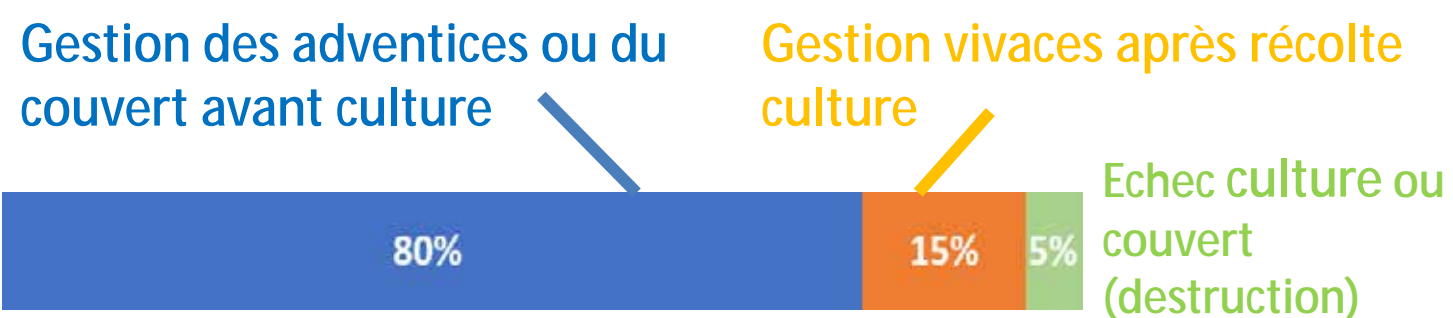 Gestion des adventices ou du
couvert avant culture
Gestion vivaces après récolte
culture
Echec culture ou
couvert
(destruction)
80%
15%
5%